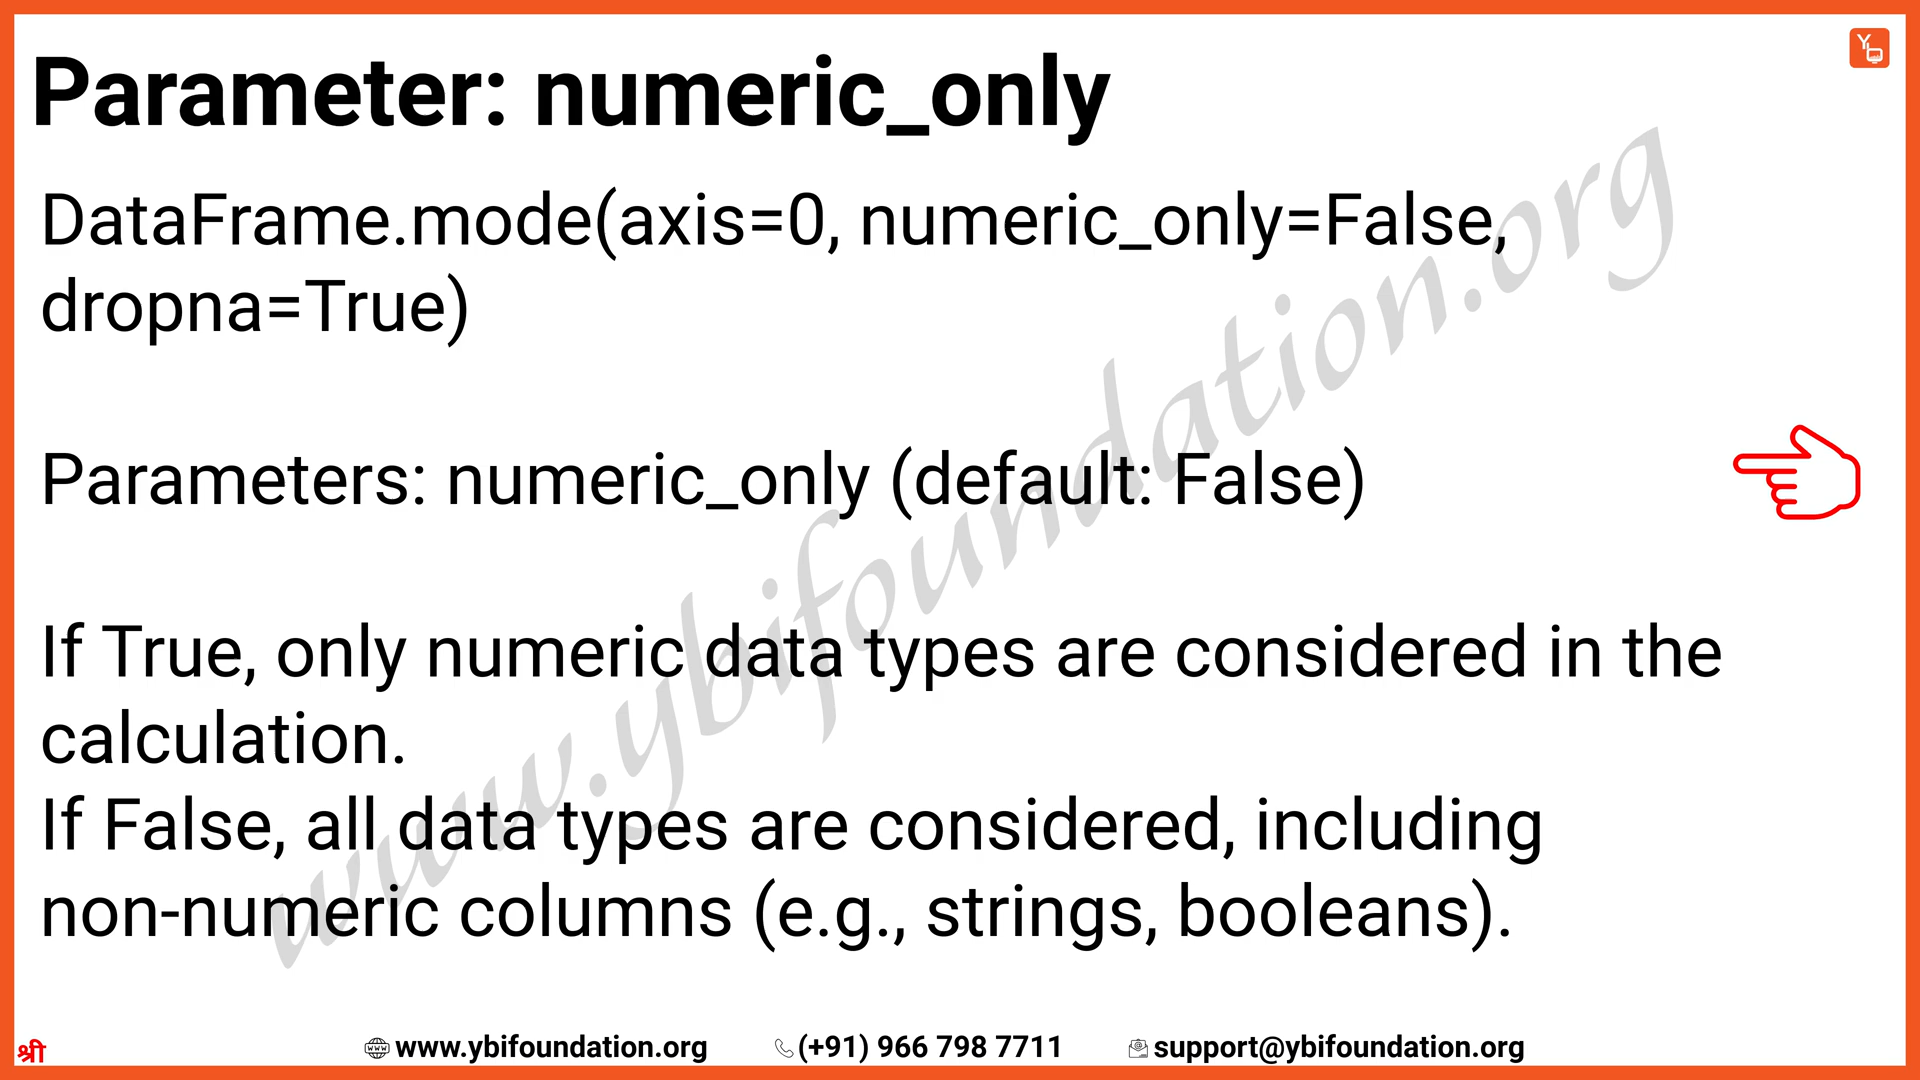 Parameter: numeric_only
DataFrame.mode(axis=0, numeric_only=False,
dropna=True)
Parameters: numeric_only (default: False)
If True, only numeric data types are considered in the
calculation.
If False, all data types are considered, including
non-numeric columns (e.g., strings, booleans).
www.ybifoundation.org
श्री
www.ybifoundation.org (+91) 966 798 7711 support@ybifoundation.org